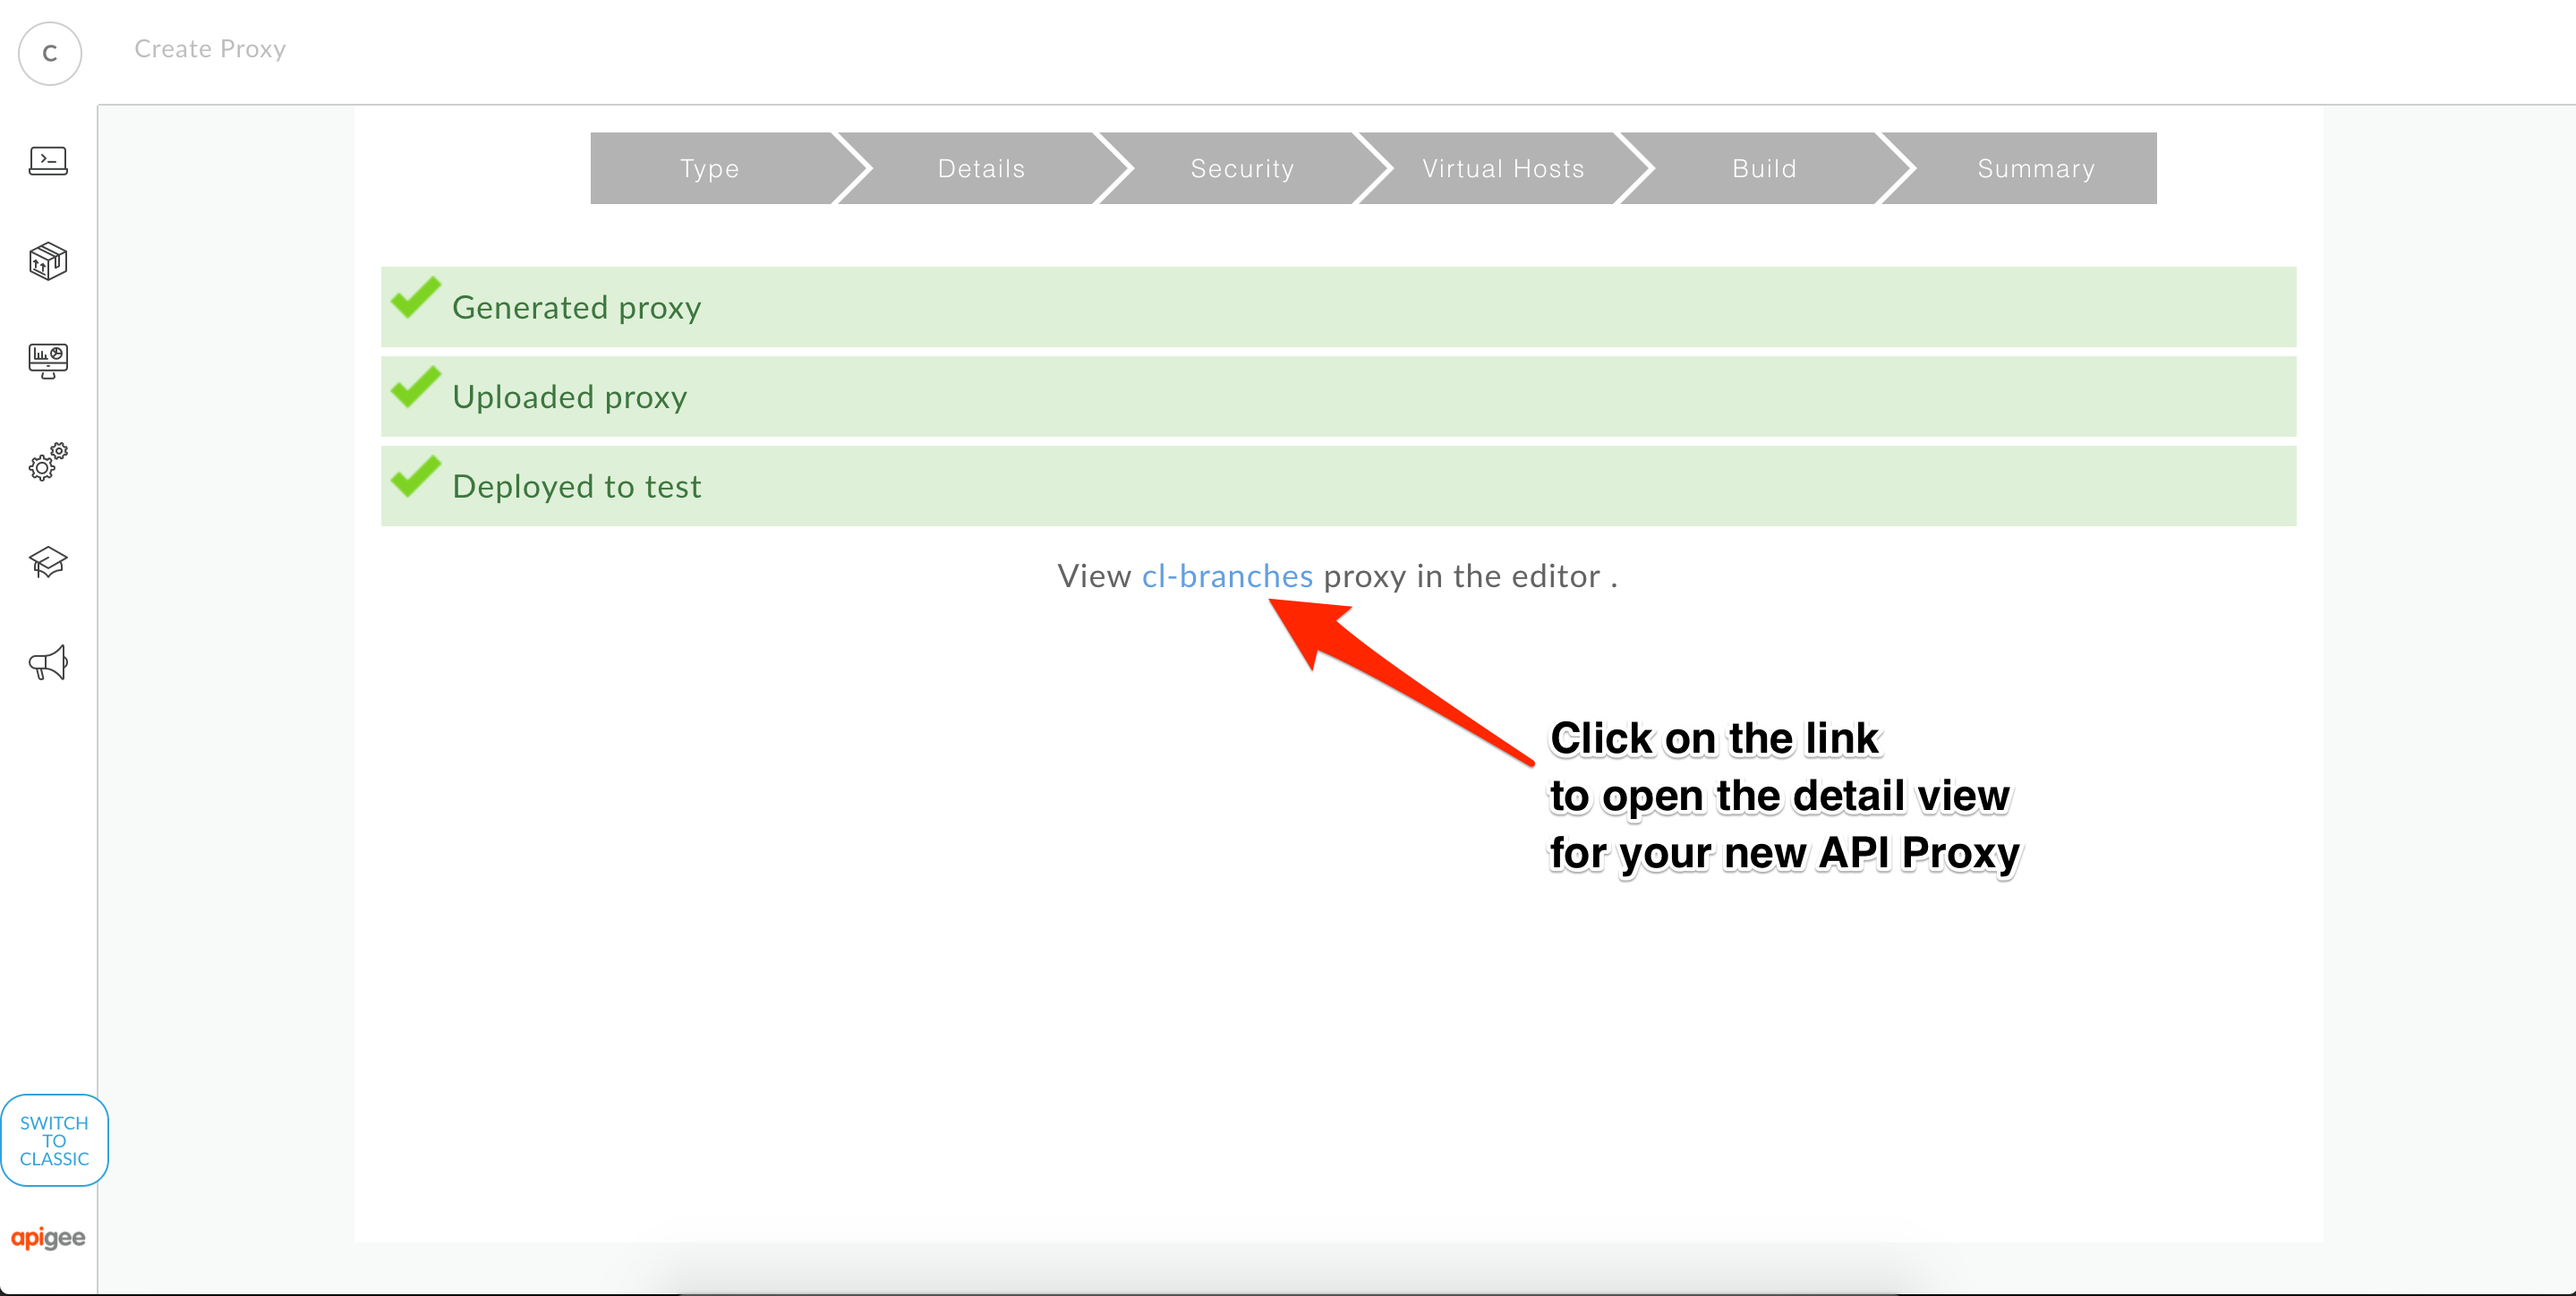 C
Create Proxy
Type
Details
Security
Virtual Hosts
Build
Summary
Generated proxy
Uploaded proxy
Deployed to test
View cl-branches proxy in the editor .
Click on the link
to open the detail view
for your new API Proxy
SWITCH
TO
CLASSIC
apigee